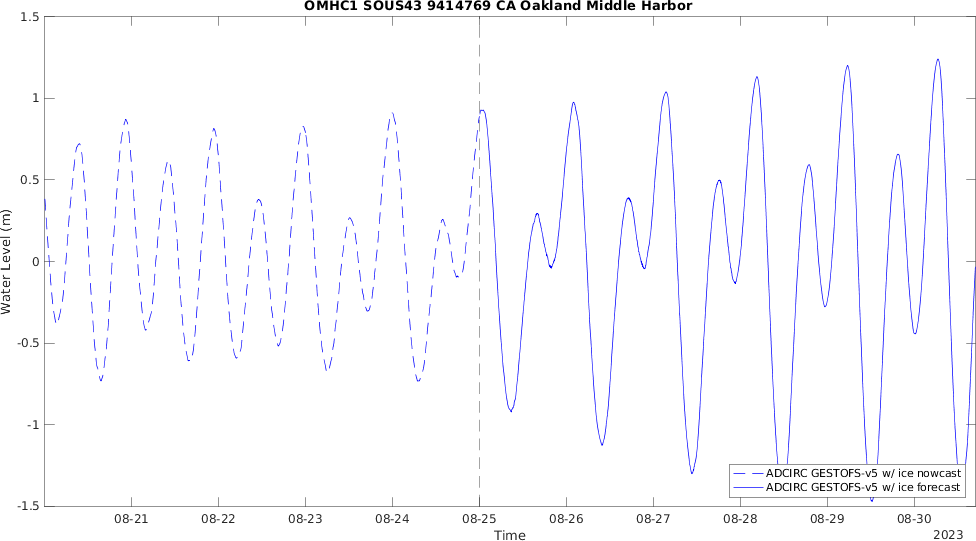 OMHC1 SOUS43 9414769 CA Oakland Middle Harbor
1.5
1
0.5
0
-0.5
-1
-1.5
Water Level (m)
08-21 08-22 08-23 08-24 08-25 08-26 08-27 08-28 08-29 08-30
Time
2023
ADCIRC GESTOFS-v5 w/ ice nowcast
ADCIRC GESTOFS-v5 w/ ice forecast